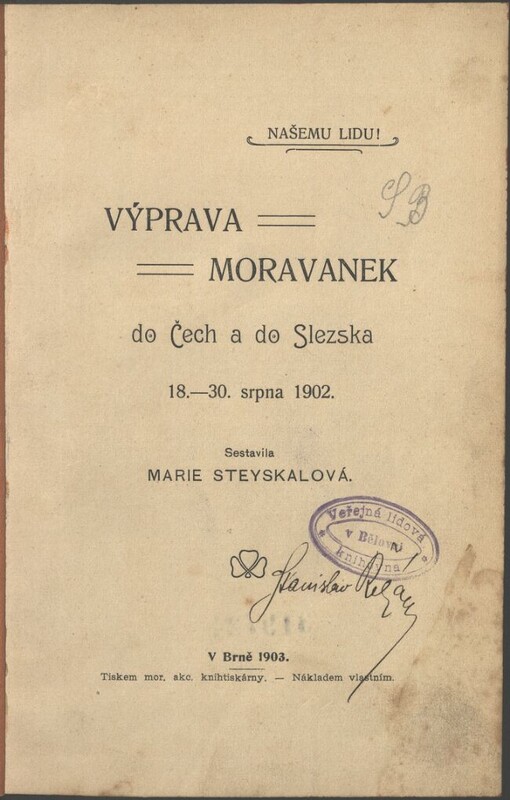 NAŠEMU LIDU!
S B
VÝPRAVA
MORAVANEK
do Čech a do Slezska
18.—30. srpna 1902.
Sestavila
MARIE STEYSKALOVÁ.
Veřejná lidová
knihovna
Stanislav
V Brně 1903.
Tiskem mor. akc. knihtiskárny. — Nákladem vlastním.